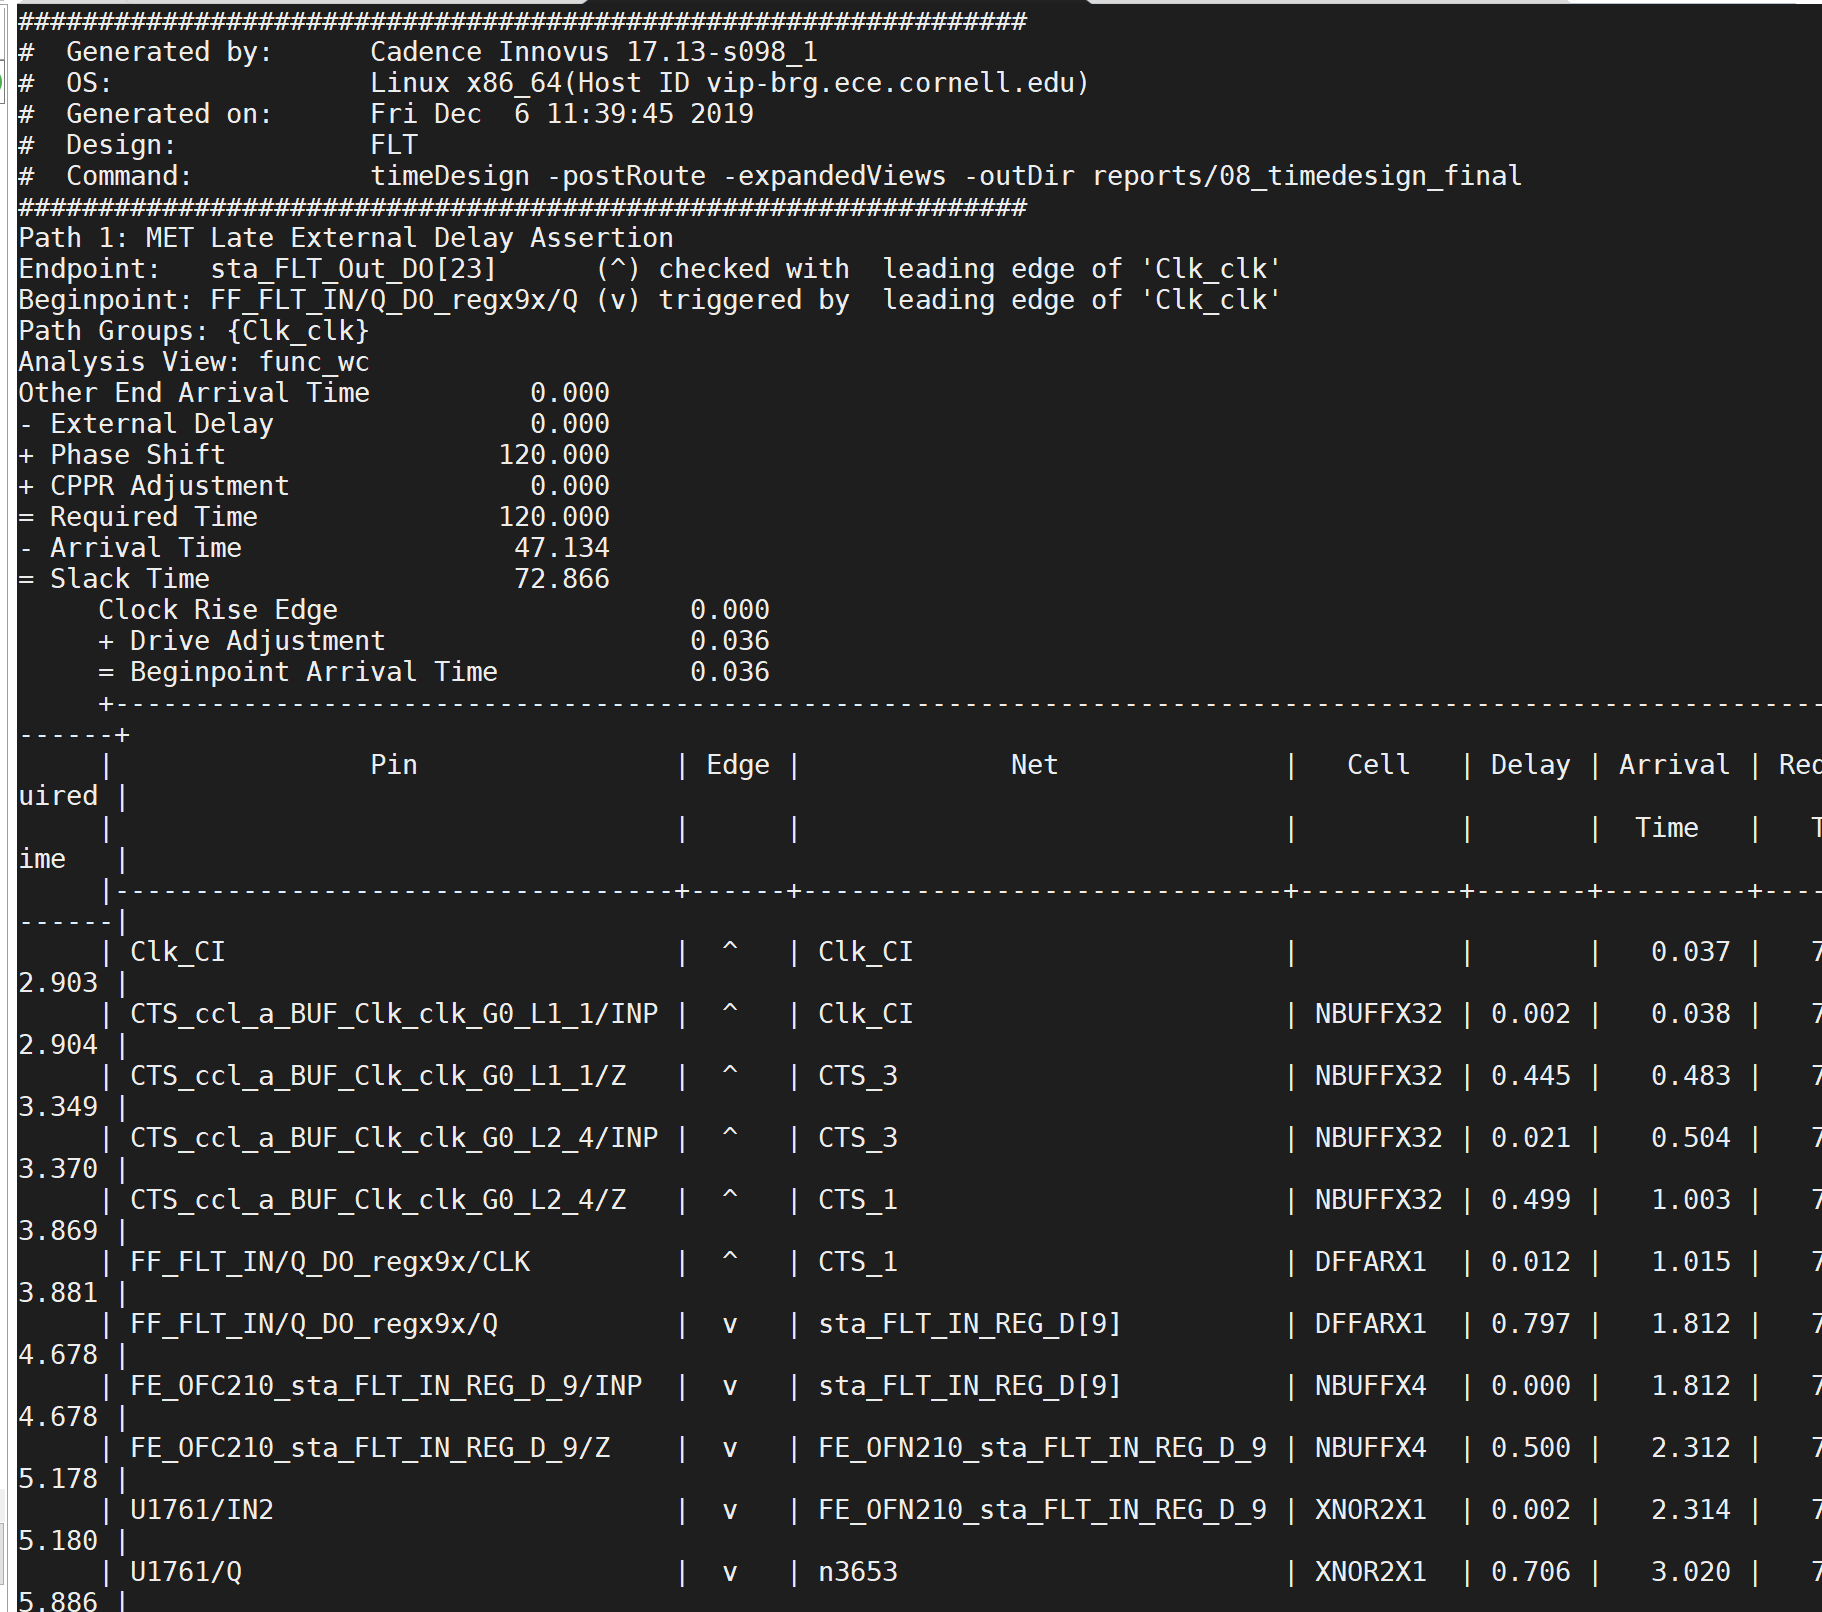 ###############################################################
#  Generated by:      Cadence Innovus 17.13-s098_1
#  OS:                Linux x86_64(Host ID vip-brg.ece.cornell.edu)
#  Generated on:      Fri Dec  6 11:39:45 2019
#  Design:            FLT
#  Command:           timeDesign -postRoute -expandedViews -outDir reports/08_timedesign_final
###############################################################
Path 1: MET Late External Delay Assertion
Endpoint:   sta_FLT_Out_DO[23]      (^) checked with  leading edge of 'Clk_clk'
Beginpoint: FF_FLT_IN/Q_DO_regx9x/Q (v) triggered by  leading edge of 'Clk_clk'
Path Groups: {Clk_clk}
Analysis View: func_wc
Other End Arrival Time          0.000
- External Delay                0.000
+ Phase Shift                 120.000
+ CPPR Adjustment               0.000
= Required Time               120.000
- Arrival Time                 47.134
= Slack Time                   72.866
     Clock Rise Edge                      0.000
     + Drive Adjustment                   0.036
     = Beginpoint Arrival Time            0.036
     +-----------------------------------------------------------------------------------------------------------
------+
     |                Pin                | Edge |             Net              |   Cell   | Delay | Arrival | Req
uired |
     |                                   |      |                              |          |       |  Time   |   T
ime   |
     |-----------------------------------+------+------------------------------+----------+-------+---------+----
------|
     | Clk_CI                            |  ^   | Clk_CI                       |          |       |   0.037 |   7
2.903 |
     | CTS_ccl_a_BUF_Clk_clk_G0_L1_1/INP |  ^   | Clk_CI                       | NBUFFX32 | 0.002 |   0.038 |   7
2.904 |
     | CTS_ccl_a_BUF_Clk_clk_G0_L1_1/Z   |  ^   | CTS_3                        | NBUFFX32 | 0.445 |   0.483 |   7
3.349 |
     | CTS_ccl_a_BUF_Clk_clk_G0_L2_4/INP |  ^   | CTS_3                        | NBUFFX32 | 0.021 |   0.504 |   7
3.370 |
     | CTS_ccl_a_BUF_Clk_clk_G0_L2_4/Z   |  ^   | CTS_1                        | NBUFFX32 | 0.499 |   1.003 |   7
3.869 |
     | FF_FLT_IN/Q_DO_regx9x/CLK         |  ^   | CTS_1                        | DFFARX1  | 0.012 |   1.015 |   7
3.881 |
     | FF_FLT_IN/Q_DO_regx9x/Q           |  v   | sta_FLT_IN_REG_D[9]          | DFFARX1  | 0.797 |   1.812 |   7
4.678 |
     | FE_OFC210_sta_FLT_IN_REG_D_9/INP  |  v   | sta_FLT_IN_REG_D[9]          | NBUFFX4  | 0.000 |   1.812 |   7
4.678 |
     | FE_OFC210_sta_FLT_IN_REG_D_9/Z    |  v   | FE_OFN210_sta_FLT_IN_REG_D_9 | NBUFFX4  | 0.500 |   2.312 |   7
5.178 |
     | U1761/IN2                         |  v   | FE_OFN210_sta_FLT_IN_REG_D_9 | XNOR2X1  | 0.002 |   2.314 |   7
5.180 |
     | U1761/Q                           |  v   | n3653                        | XNOR2X1  | 0.706 |   3.020 |   7
5.886 |